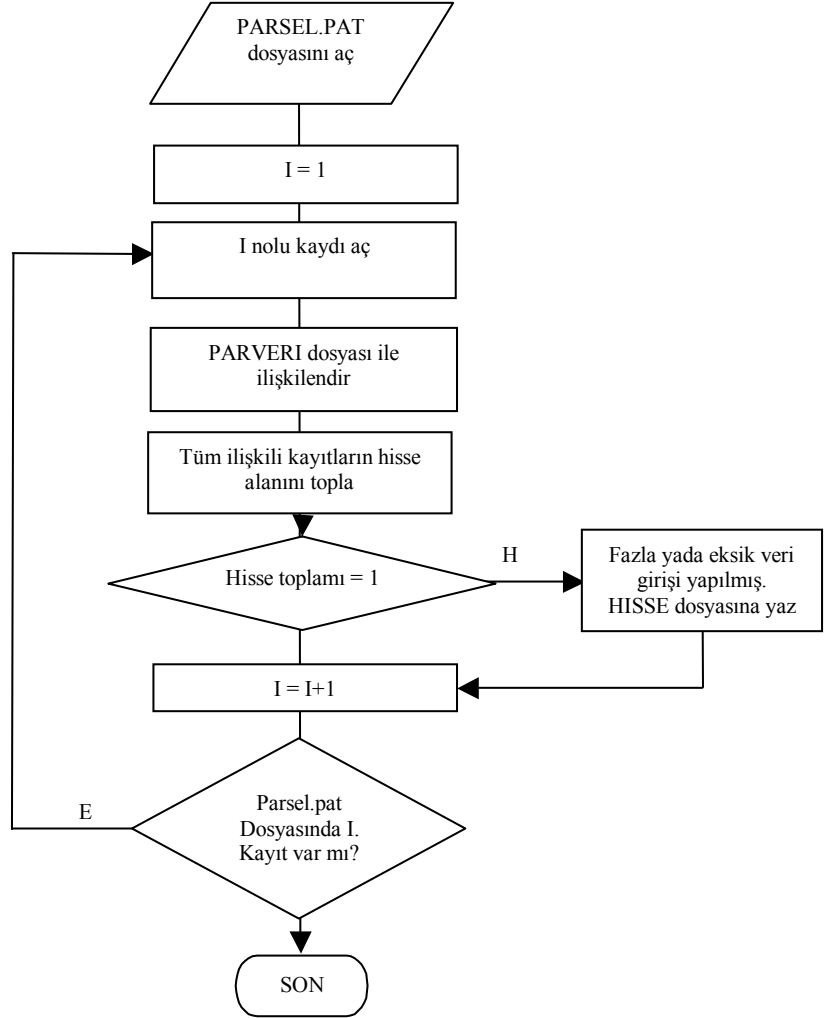 PARSEL.PAT
dosyasını aç
I = 1
I nolu kaydı aç
PARVERI dosyası ile
ilişkilendir
Tüm ilişkili kayıtların hisse
alanını topla
Hisse toplamı = 1
H
Fazla yada eksik veri
girişi yapılmış.
HISSE dosyasına yaz
I = I+1
E
Parsel.pat
Dosyasında I.
Kayıt var mı?
SON